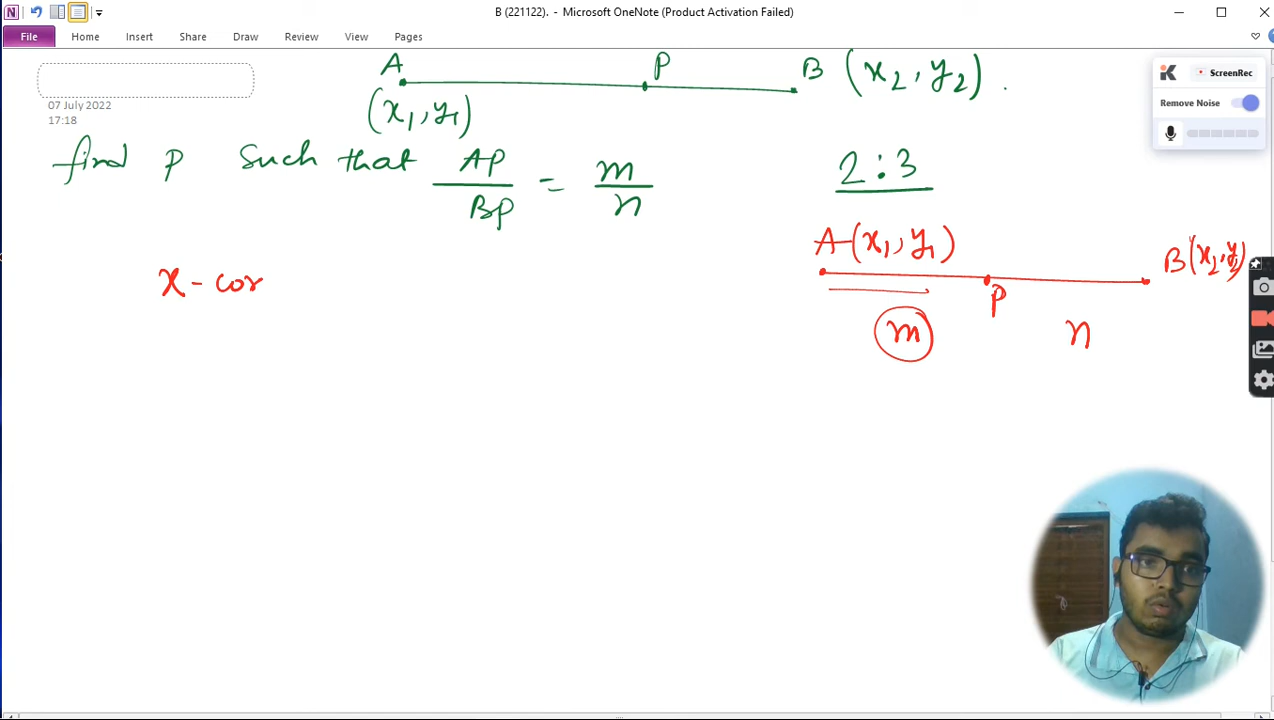 B (221122). - Microsoft OneNote (Product Activation Failed)
File Home Insert Share Draw Review View Pages
ScreenRec
Remove Noise
07 July 2022
17:18
A P B (x2, y2).
(x1, y1)
find P such that AP/BP = m/n
2:3
A-(x1, y1)
B(x2, y2)
P
m n
x - cor